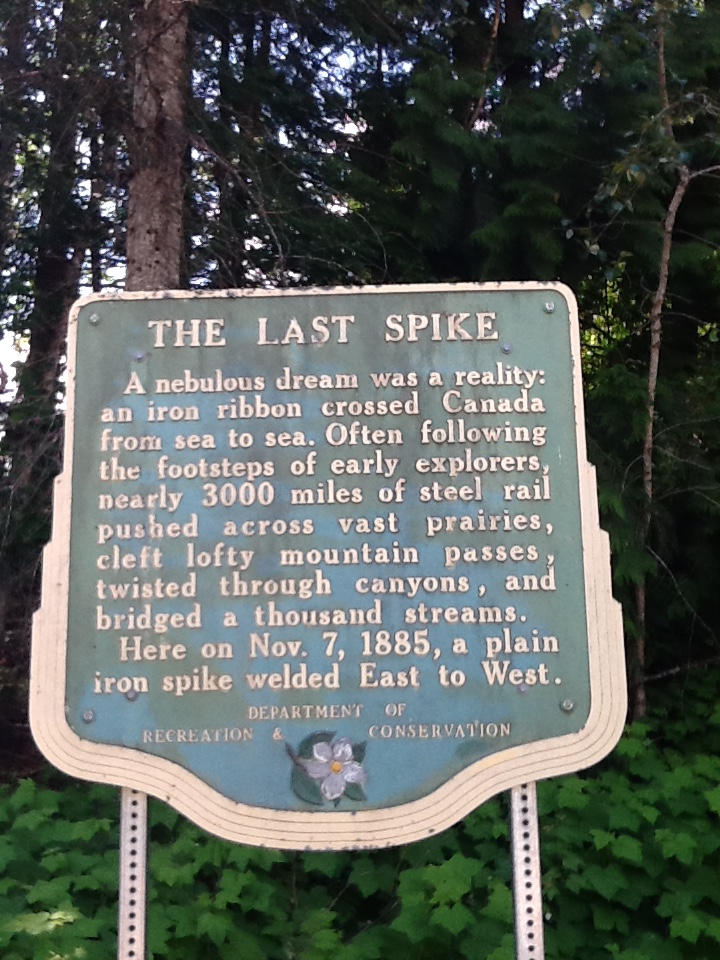 THE LAST SPIKE
A nebulous dream was a reality:
an iron ribbon crossed Canada
from sea to sea. Often following
the footsteps of early explorers,
nearly 3000 miles of steel rail
pushed across vast prairies,
cleft lofty mountain passes,
twisted through canyons, and
bridged a thousand streams.
Here on Nov. 7, 1885, a plain
iron spike welded East to West.
DEPARTMENT OF
RECREATION & CONSERVATION